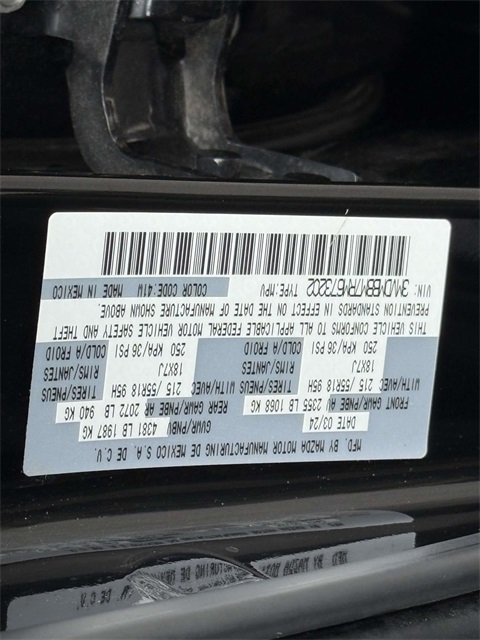 MFD. BY MAZDA MOTOR MANUFACTURING DE MEXICO S.A. DE C.V.
DATE 03/24 GVWR/PNBV 4381 LB 1987 KG
FRONT GAWR/PNBE AV 2355 LB 1068 KG REAR GAWR/PNBE AR 2072 LB 940 KG
WITH/AVEC 215 /55R18 95H TIRES/PNEUS WITH/AVEC 215 /55R18 95H TIRES/PNEUS
18X7J RIMS/JANTES 18X7J RIMS/JANTES
250 KPA/36 PSI COLD/A FROID 250 KPA/36 PSI COLD/A FROID
THIS VEHICLE CONFORMS TO ALL APPLICABLE FEDERAL MOTOR VEHICLE SAFETY AND THEFT
PREVENTION STANDARDS IN EFFECT ON THE DATE OF MANUFACTURE SHOWN ABOVE.
VIN: 3MVDMBBM7RM673202 TYPE:MPV COLOR CODE:41W MADE IN MEXICO